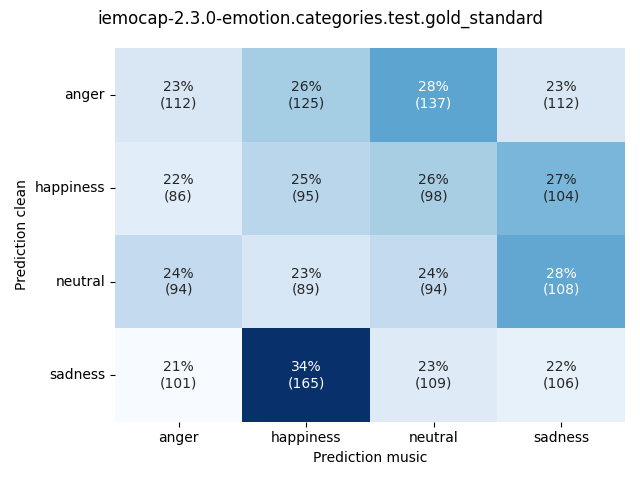 iemocap-2.3.0-emotion.categories.test.gold_standard
Prediction clean
anger
23%
(112)
26%
(125)
28%
(137)
23%
(112)
happiness
22%
(86)
25%
(95)
26%
(98)
27%
(104)
neutral
24%
(94)
23%
(89)
24%
(94)
28%
(108)
sadness
21%
(101)
34%
(165)
23%
(109)
22%
(106)
anger
happiness
neutral
sadness
Prediction music